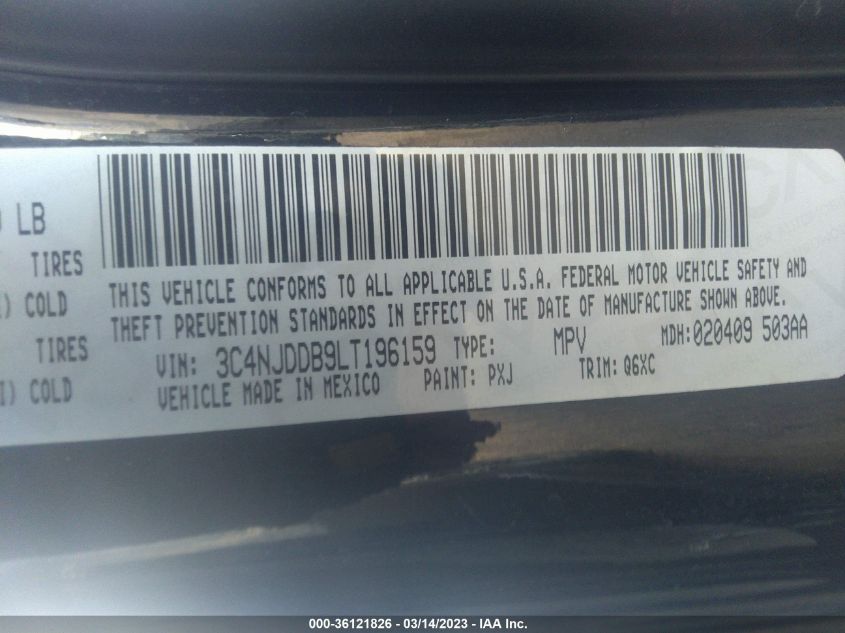 LB
TIRES
COLD
TIRES
COLD
THIS VEHICLE CONFORMS TO ALL APPLICABLE U.S.A. FEDERAL MOTOR VEHICLE SAFETY AND
THEFT PREVENTION STANDARDS IN EFFECT ON THE DATE OF MANUFACTURE SHOWN ABOVE.
VIN: 3C4NJDDB9LT196159 TYPE: MPV MDH:020409 503AA
VEHICLE MADE IN MEXICO PAINT: PXJ TRIM: Q6XC
000-36121826 - 03/14/2023 - IAA Inc.